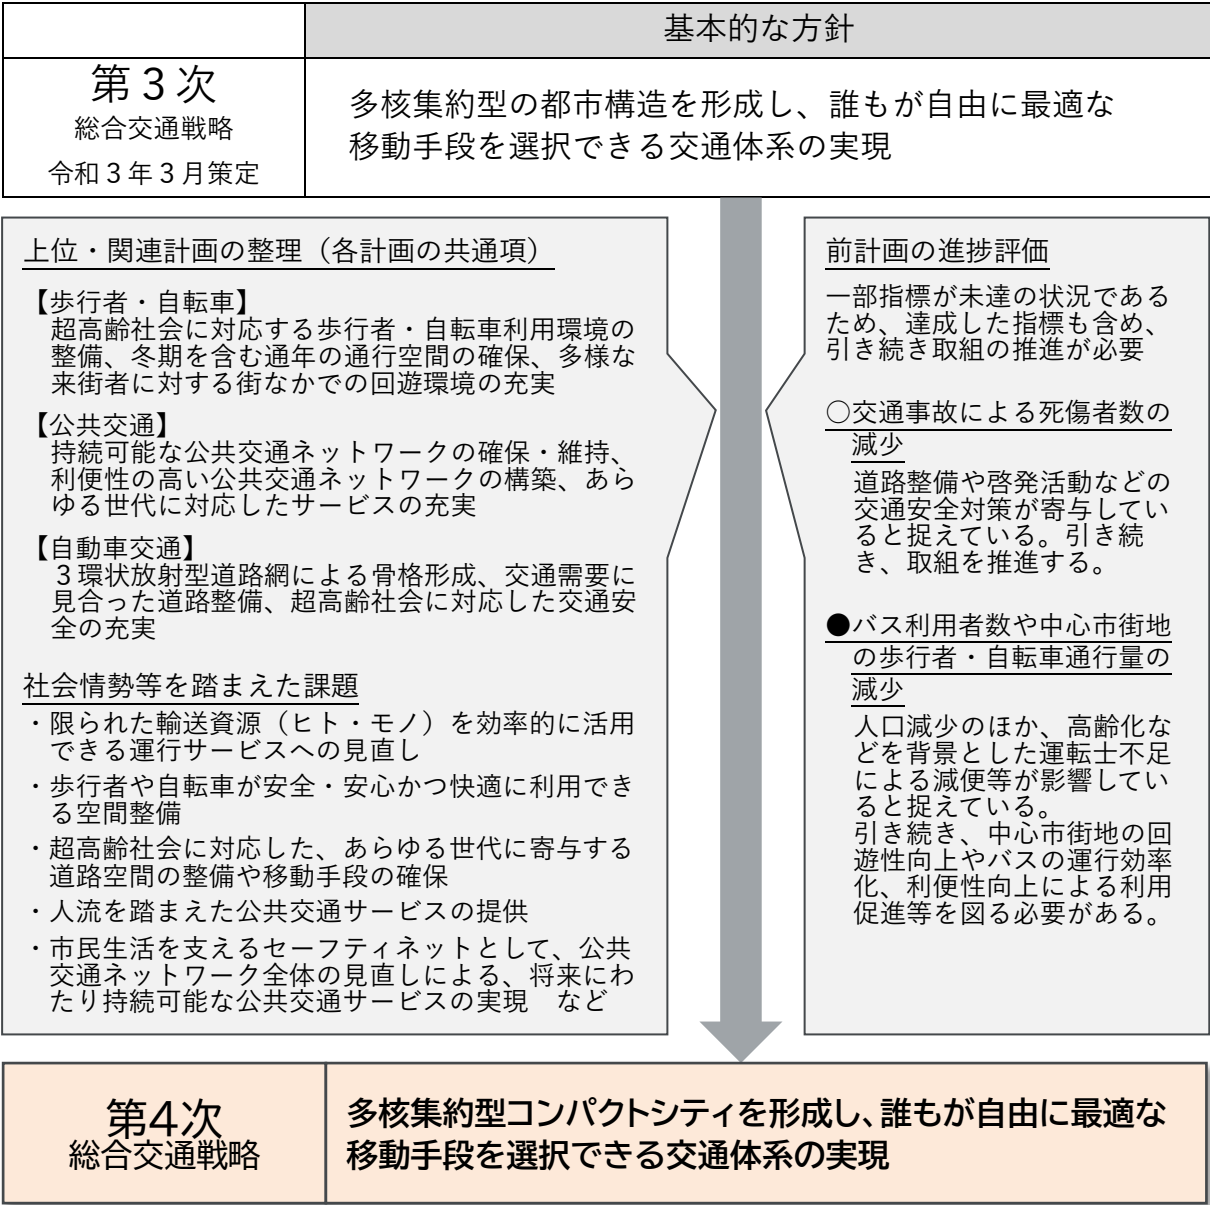 基本的な方針
第３次
総合交通戦略
令和３年３月策定
多核集約型の都市構造を形成し、誰もが自由に最適な
移動手段を選択できる交通体系の実現
上位・関連計画の整理（各計画の共通項）
【歩行者・自転車】
超高齢社会に対応する歩行者・自転車利用環境の
整備、冬期を含む通年の通行空間の確保、多様な
来街者に対する街なかでの回遊環境の充実
【公共交通】
持続可能な公共交通ネットワークの確保・維持、
利便性の高い公共交通ネットワークの構築、あら
ゆる世代に対応したサービスの充実
【自動車交通】
３環状放射型道路網による骨格形成、交通需要に
見合った道路整備、超高齢社会に対応した交通安
全の充実
社会情勢等を踏まえた課題
・限られた輸送資源（ヒト・モノ）を効率的に活用
できる運行サービスへの見直し
・歩行者や自転車が安全・安心かつ快適に利用でき
る空間整備
・超高齢社会に対応した、あらゆる世代に寄与する
道路空間の整備や移動手段の確保
・人流を踏まえた公共交通サービスの提供
・市民生活を支えるセーフティネットとして、公共
交通ネットワーク全体の見直しによる、将来にわ
たり持続可能な公共交通サービスの実現　など
前計画の進捗評価
一部指標が未達の状況である
ため、達成した指標も含め、
引き続き取組の推進が必要
○交通事故による死傷者数の
減少
道路整備や啓発活動などの
交通安全対策が寄与してい
ると捉えている。引き続
き、取組を推進する。
●バス利用者数や中心市街地
の歩行者・自転車通行量の
減少
人口減少のほか、高齢化な
どを背景とした運転士不足
による減便等が影響してい
ると捉えている。
引き続き、中心市街地の回
遊性向上やバスの運行効率
化、利便性向上による利用
促進等を図る必要がある。
第4次
総合交通戦略
多核集約型コンパクトシティを形成し、誰もが自由に最適な
移動手段を選択できる交通体系の実現